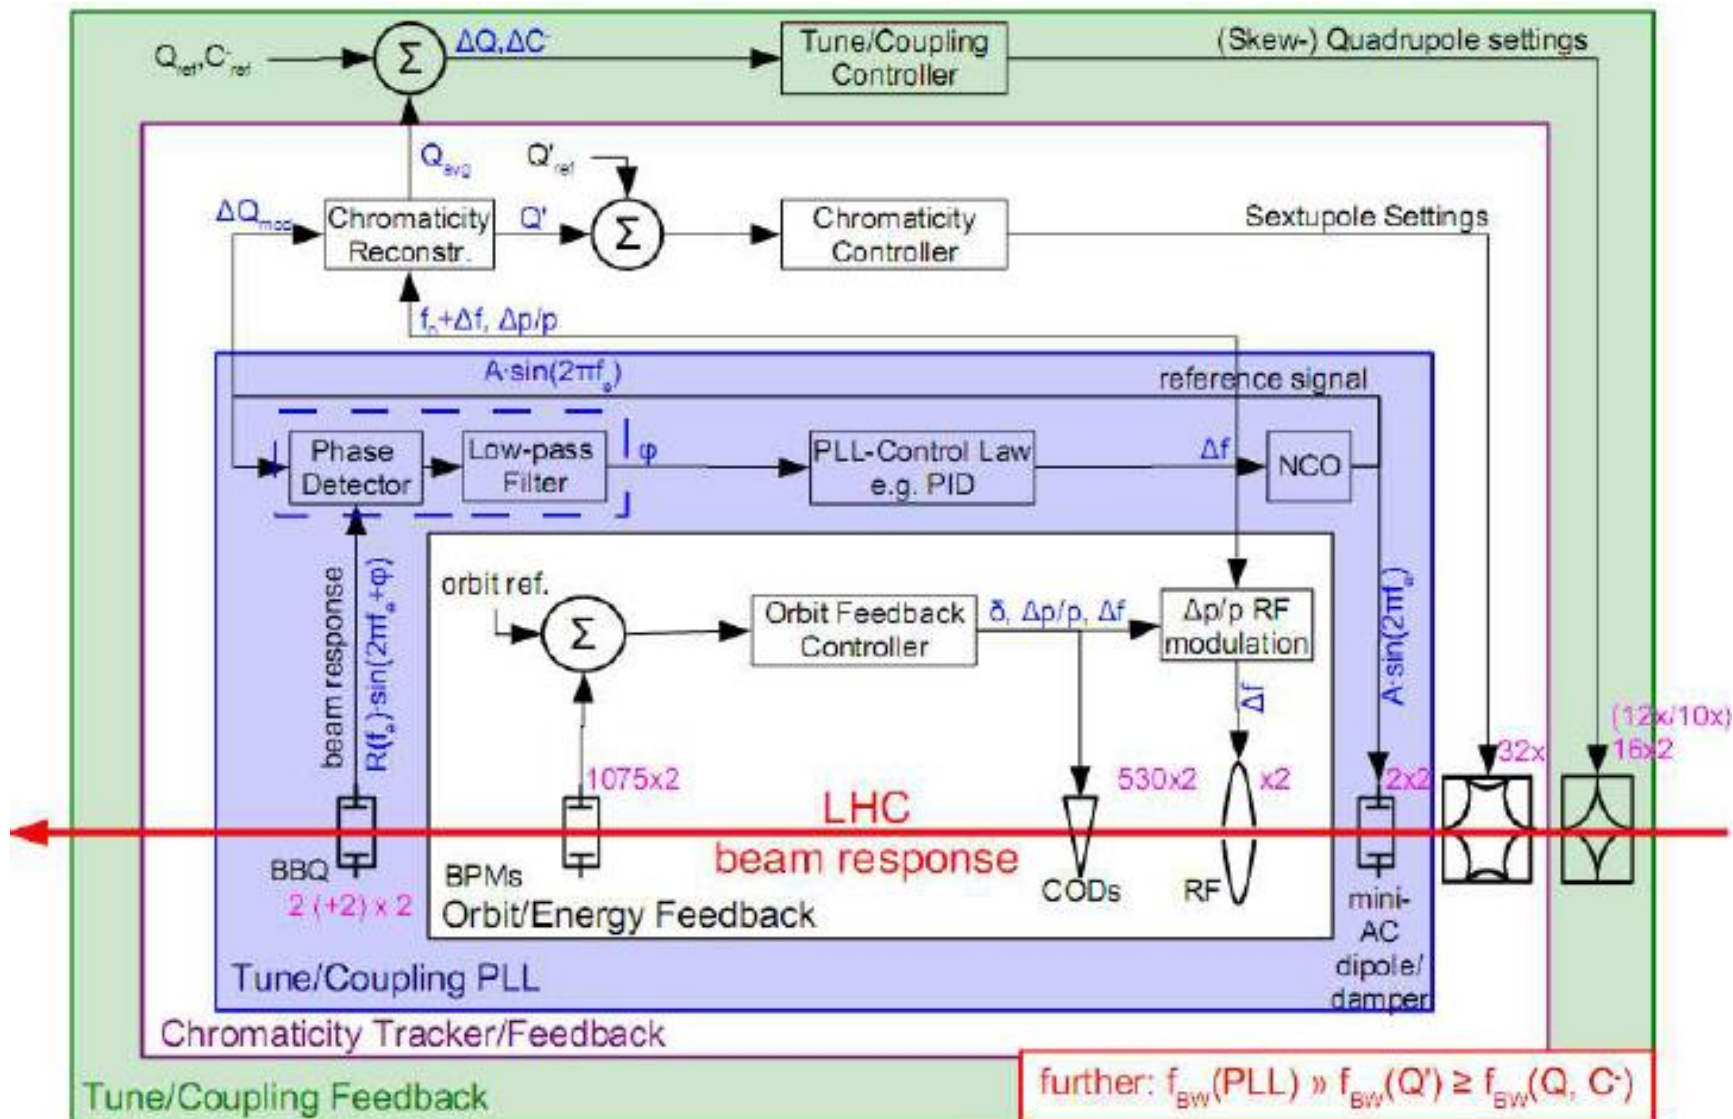 Q_ref, C⁻_ref
Σ
ΔQ,ΔC⁻
Tune/Coupling
Controller
(Skew-) Quadrupole settings
Q_avg
Q'_ref
ΔQ_mod
Chromaticity
Reconstr.
Q'
Σ
Chromaticity
Controller
Sextupole Settings
f_0+Δf, Δp/p
A·sin(2πf_e)
reference signal
Phase
Detector
Low-pass
Filter
φ
PLL-Control Law
e.g. PID
Δf
NCO
beam response
R(f_e)·sin(2πf_e+φ)
orbit ref.
Σ
Orbit Feedback
Controller
δ, Δp/p, Δf
Δp/p RF
modulation
Δf
A·sin(2πf_e)
(12x/10x)
16x2
32x
1075x2
530x2
x2
2x2
LHC
beam response
BBQ
2 (+2) x 2
BPMs
CODs
RF
mini-
AC
dipole/
damper
Orbit/Energy Feedback
Tune/Coupling PLL
Chromaticity Tracker/Feedback
Tune/Coupling Feedback
further: f_BW(PLL) » f_BW(Q') ≥ f_BW(Q, C⁻)